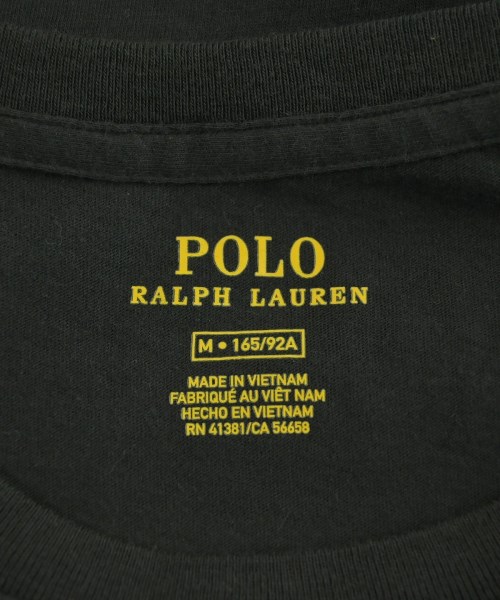 POLO
RALPH LAUREN
M • 165/92A
MADE IN VIETNAM
FABRIQUÉ AU VIÊT NAM
HECHO EN VIETNAM
RN 41381/CA 56658